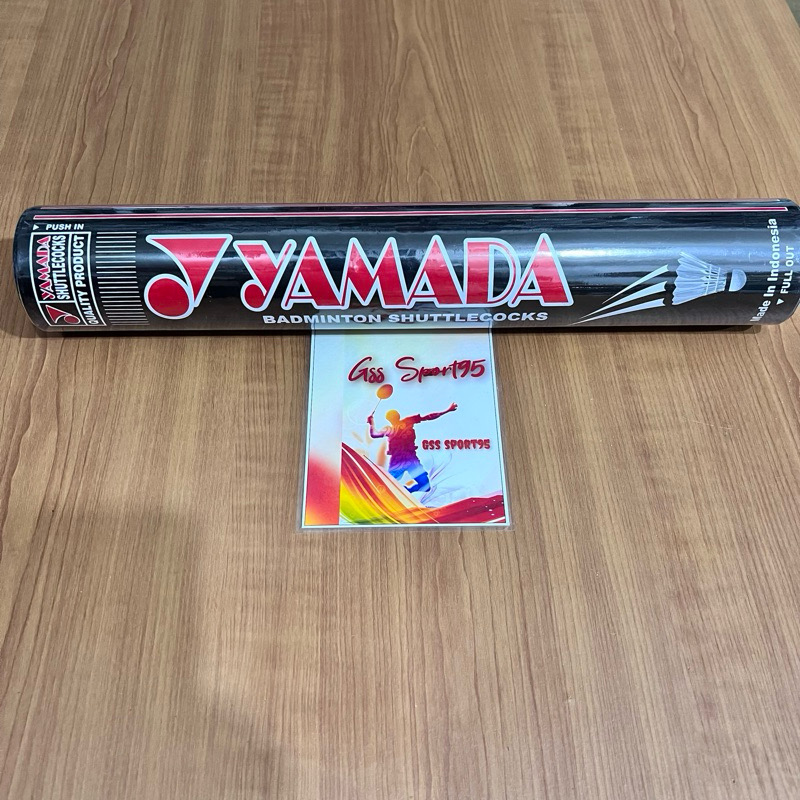 PUSH IN
YAMADA
SHUTTLECOCKS
QUALITY PRODUCT
YAMADA
BADMINTON SHUTTLECOCKS
Made In Indonesia
FULL OUT
Gss Sport95
GSS SPORT95